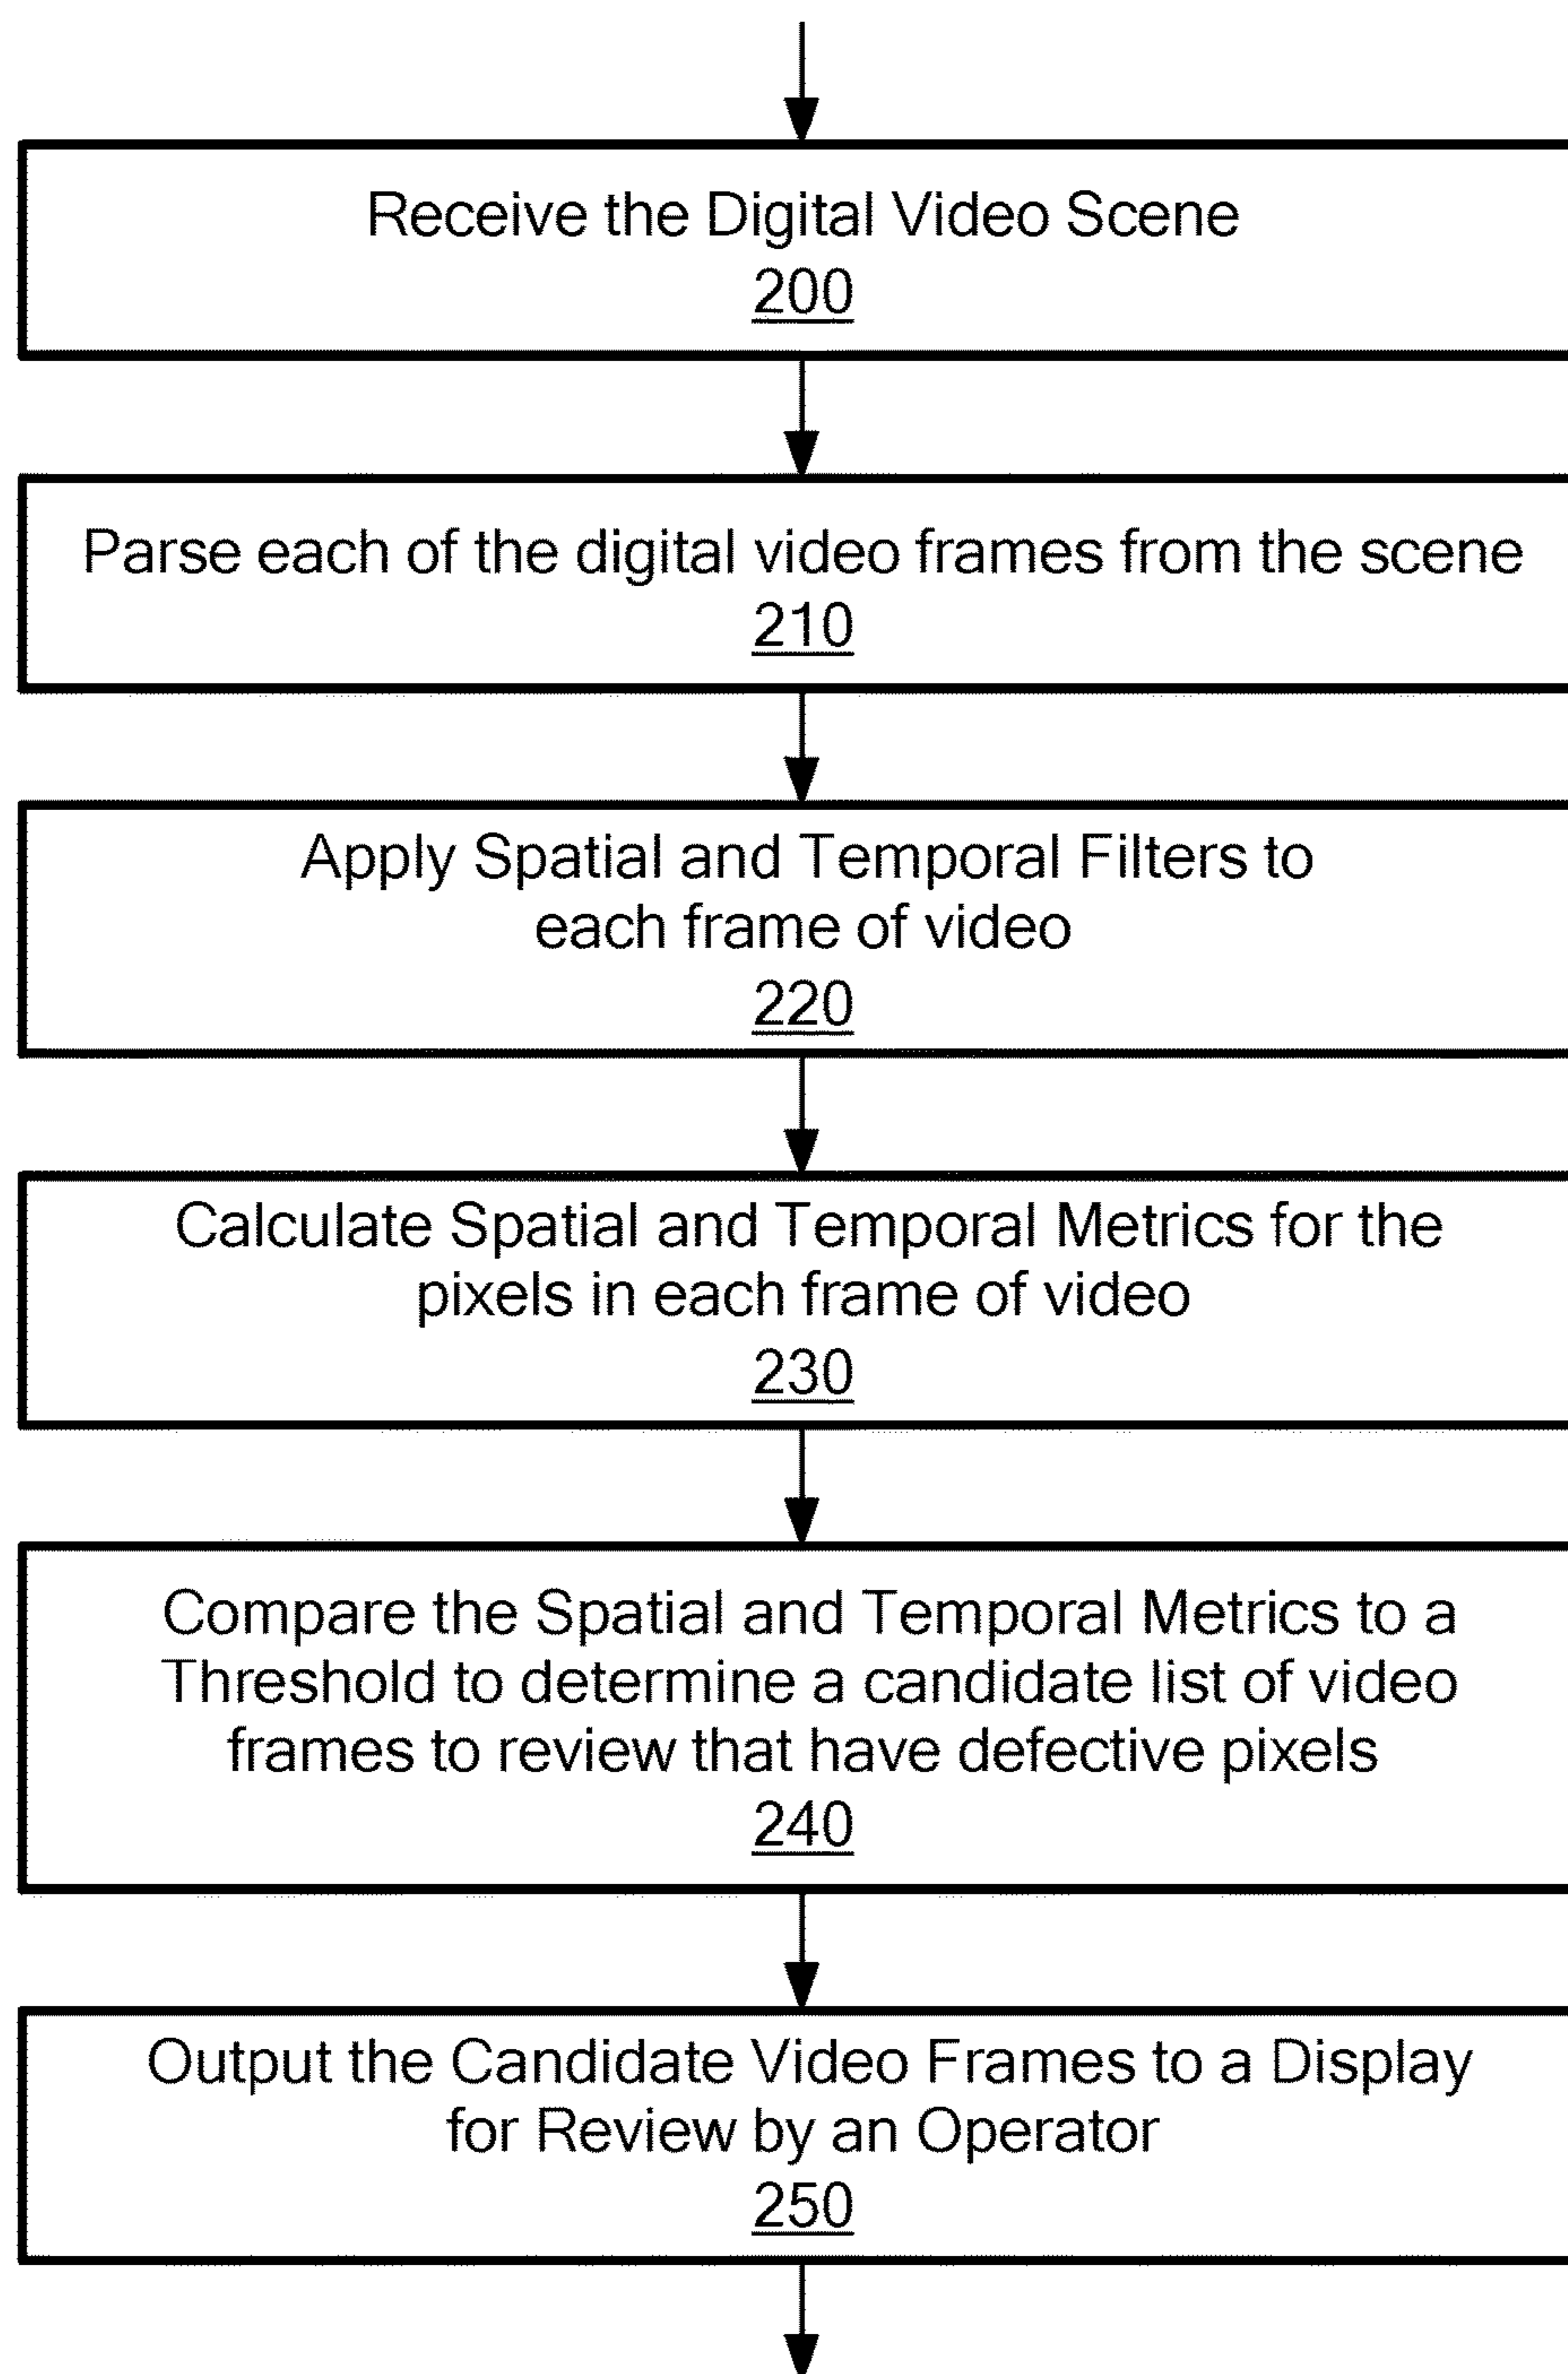 Receive the Digital Video Scene
200
Parse each of the digital video frames from the scene
210
Apply Spatial and Temporal Filters to
each frame of video
220
Calculate Spatial and Temporal Metrics for the
pixels in each frame of video
230
Compare the Spatial and Temporal Metrics to a
Threshold to determine a candidate list of video
frames to review that have defective pixels
240
Output the Candidate Video Frames to a Display
for Review by an Operator
250